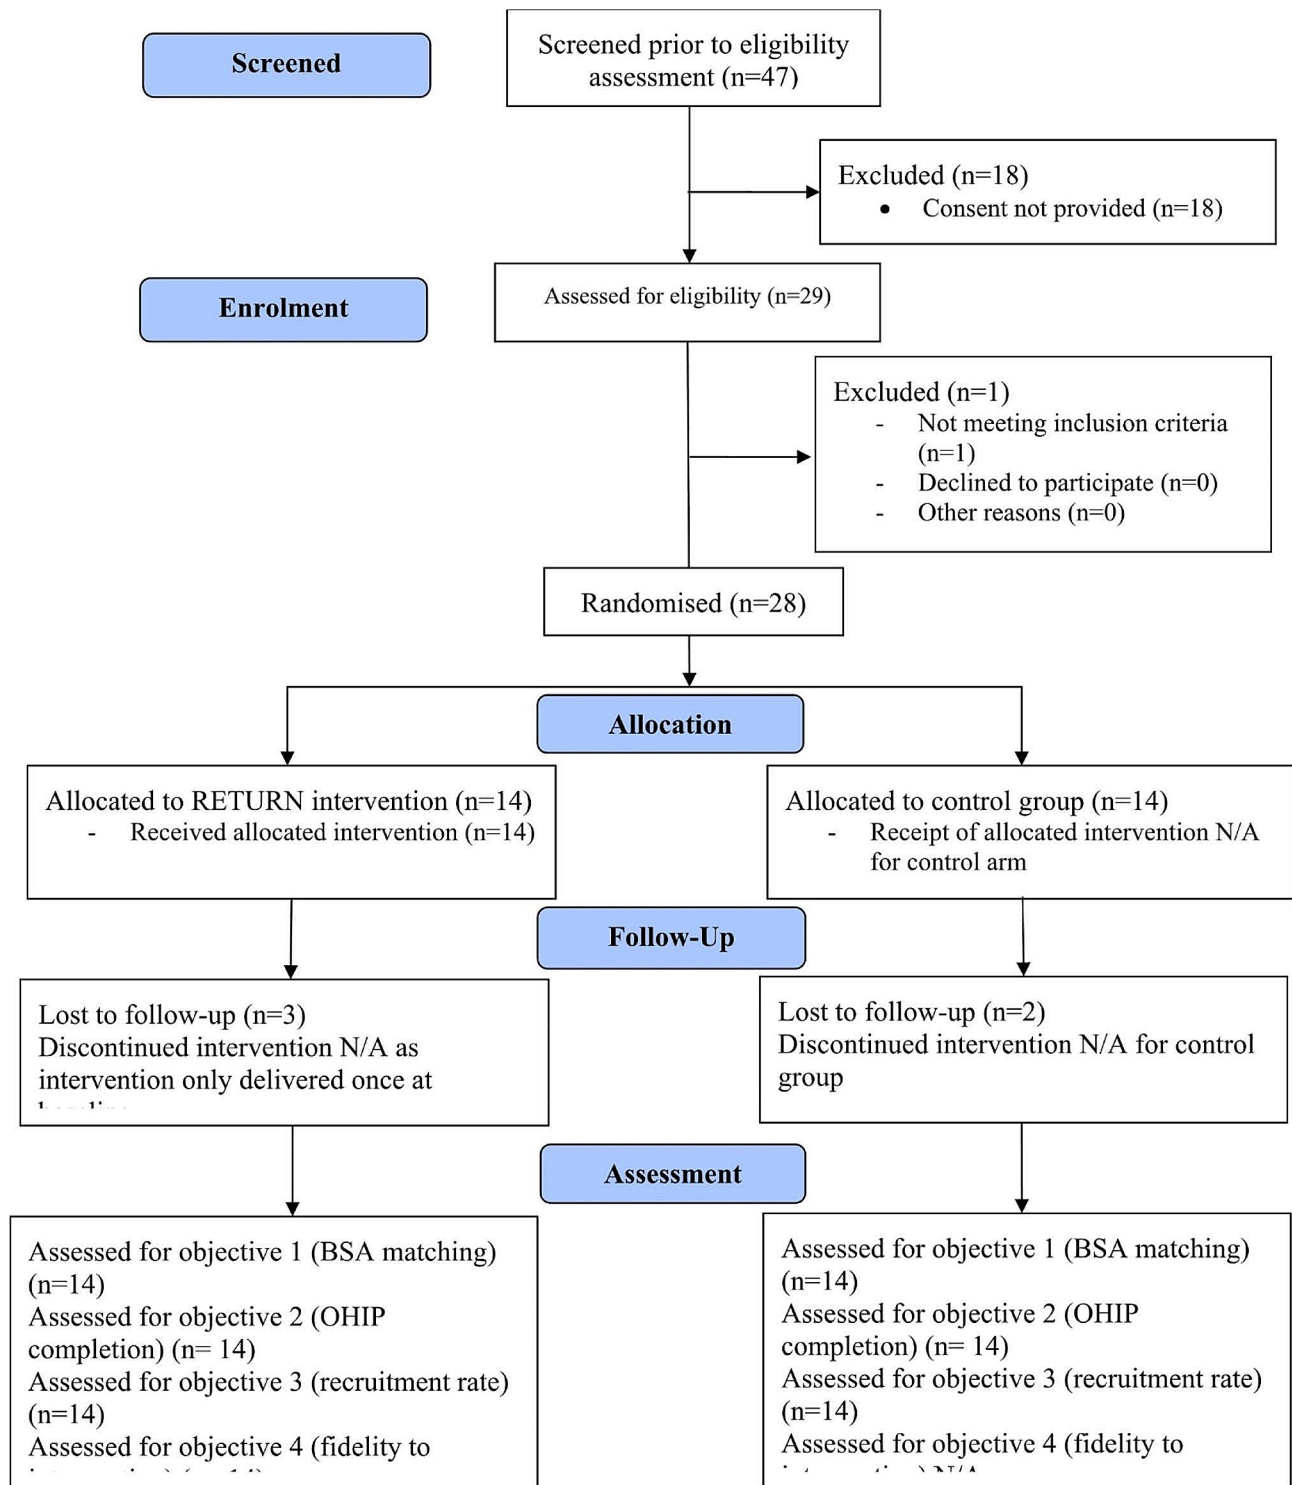 Screened
Screened prior to eligibility
assessment (n=47)
Excluded (n=18)
• Consent not provided (n=18)
Enrolment
Assessed for eligibility (n=29)
Excluded (n=1)
- Not meeting inclusion criteria
(n=1)
- Declined to participate (n=0)
- Other reasons (n=0)
Randomised (n=28)
Allocation
Allocated to RETURN intervention (n=14)
- Received allocated intervention (n=14)
Allocated to control group (n=14)
- Receipt of allocated intervention N/A
for control arm
Follow-Up
Lost to follow-up (n=3)
Discontinued intervention N/A as
intervention only delivered once at
Lost to follow-up (n=2)
Discontinued intervention N/A for control
group
Assessment
Assessed for objective 1 (BSA matching)
(n=14)
Assessed for objective 2 (OHIP
completion) (n= 14)
Assessed for objective 3 (recruitment rate)
(n=14)
Assessed for objective 4 (fidelity to
Assessed for objective 1 (BSA matching)
(n=14)
Assessed for objective 2 (OHIP
completion) (n= 14)
Assessed for objective 3 (recruitment rate)
(n=14)
Assessed for objective 4 (fidelity to